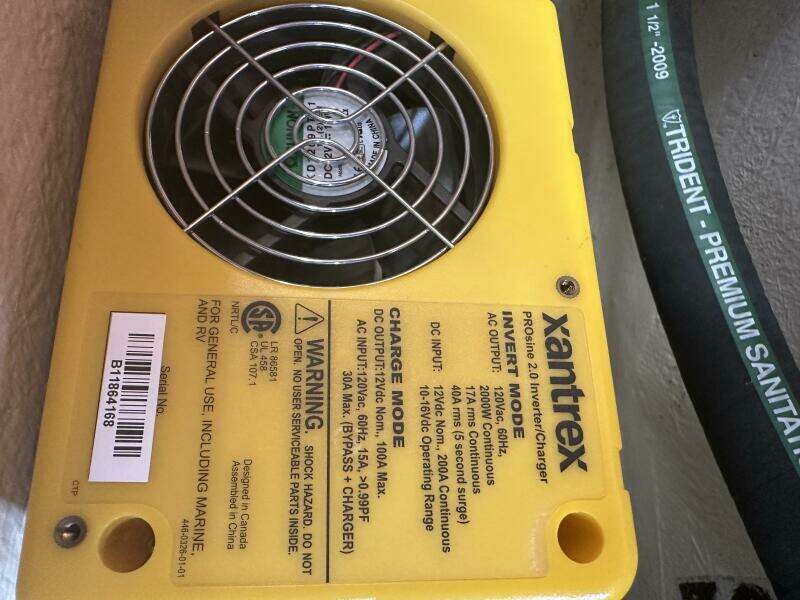 xantrex
PROsine 2.0 Inverter/Charger
INVERT MODE
AC OUTPUT: 120Vac, 60Hz,
2000W Continuous
17A rms Continuous
40A rms (5 second surge)
DC INPUT: 12Vdc Nom., 200A Continuous
10-16Vdc Operating Range
CHARGE MODE
DC OUTPUT: 12Vdc Nom., 100A Max.
AC INPUT: 120Vac, 60Hz, 15A, >0.99PF
30A Max. (BYPASS + CHARGER)
WARNING. SHOCK HAZARD. DO NOT
OPEN. NO USER SERVICEABLE PARTS INSIDE.
LR 86581
UL 458
CSA 107.1
NRTL/C
Designed in Canada
Assembled in China
FOR GENERAL USE, INCLUDING MARINE,
AND RV
446-0326-01-01
Serial No.
B11864168
QTP
1 1/2" -2009
TRIDENT - PREMIUM SANITATI